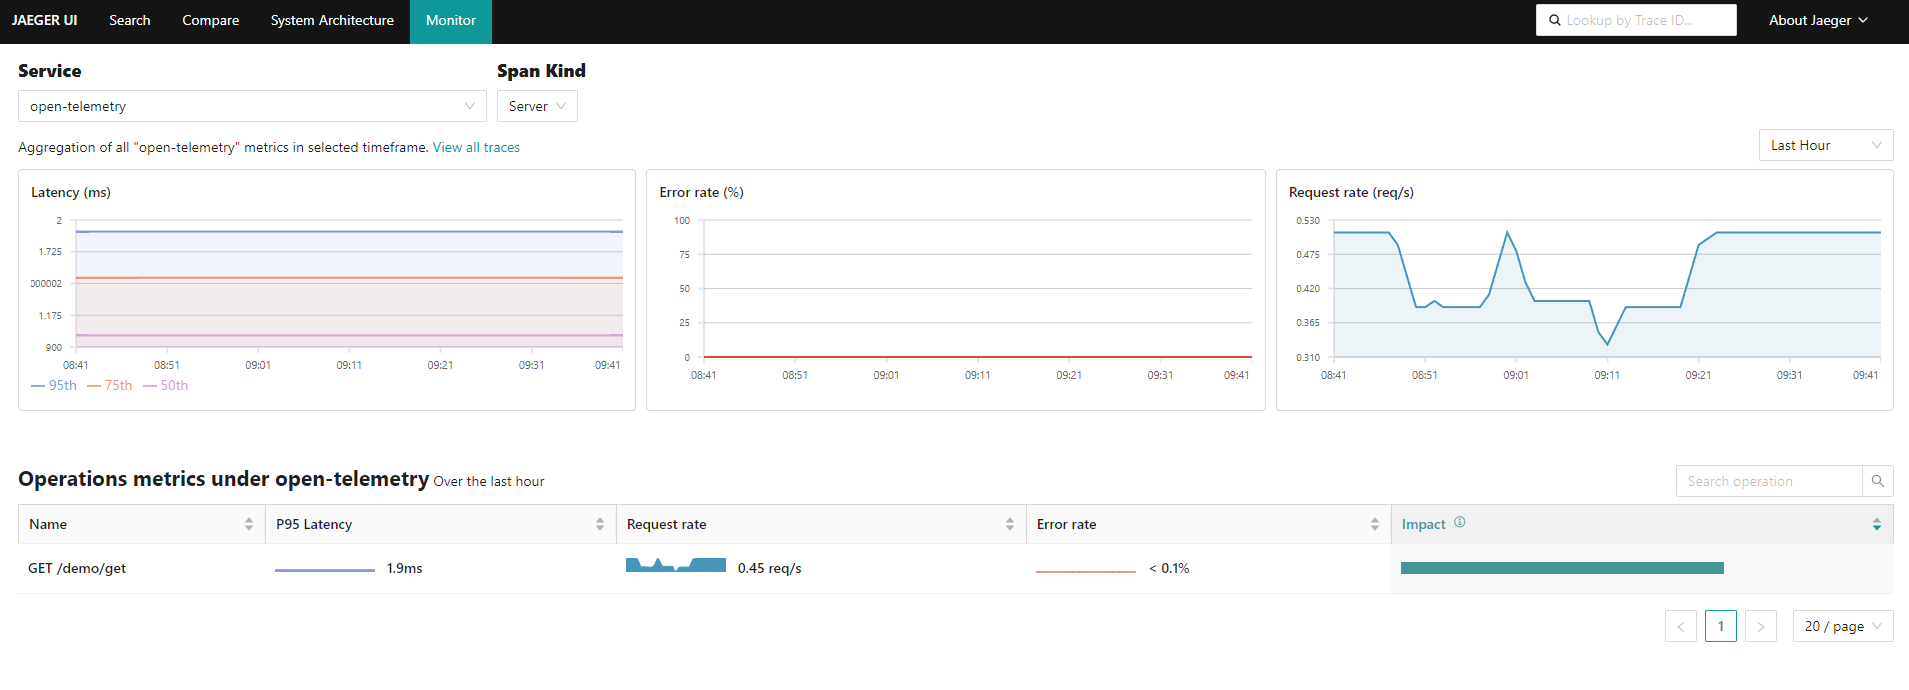 JAEGER UI Search Compare System Architecture Monitor Lookup by Trace ID... About Jaeger
Service Span Kind
open-telemetry Server
Aggregation of all "open-telemetry" metrics in selected timeframe. View all traces Last Hour
Latency (ms)
2
1.725
000002
1.175
900
08:41 08:51 09:01 09:11 09:21 09:31 09:41
95th 75th 50th
Error rate (%)
100
75
50
25
0
08:41 08:51 09:01 09:11 09:21 09:31 09:41
Request rate (req/s)
0.530
0.475
0.420
0.365
0.310
08:41 08:51 09:01 09:11 09:21 09:31 09:41
Operations metrics under open-telemetry Over the last hour Search operation
Name P95 Latency Request rate Error rate Impact
GET /demo/get 1.9ms 0.45 req/s < 0.1%
< 1 > 20 / page